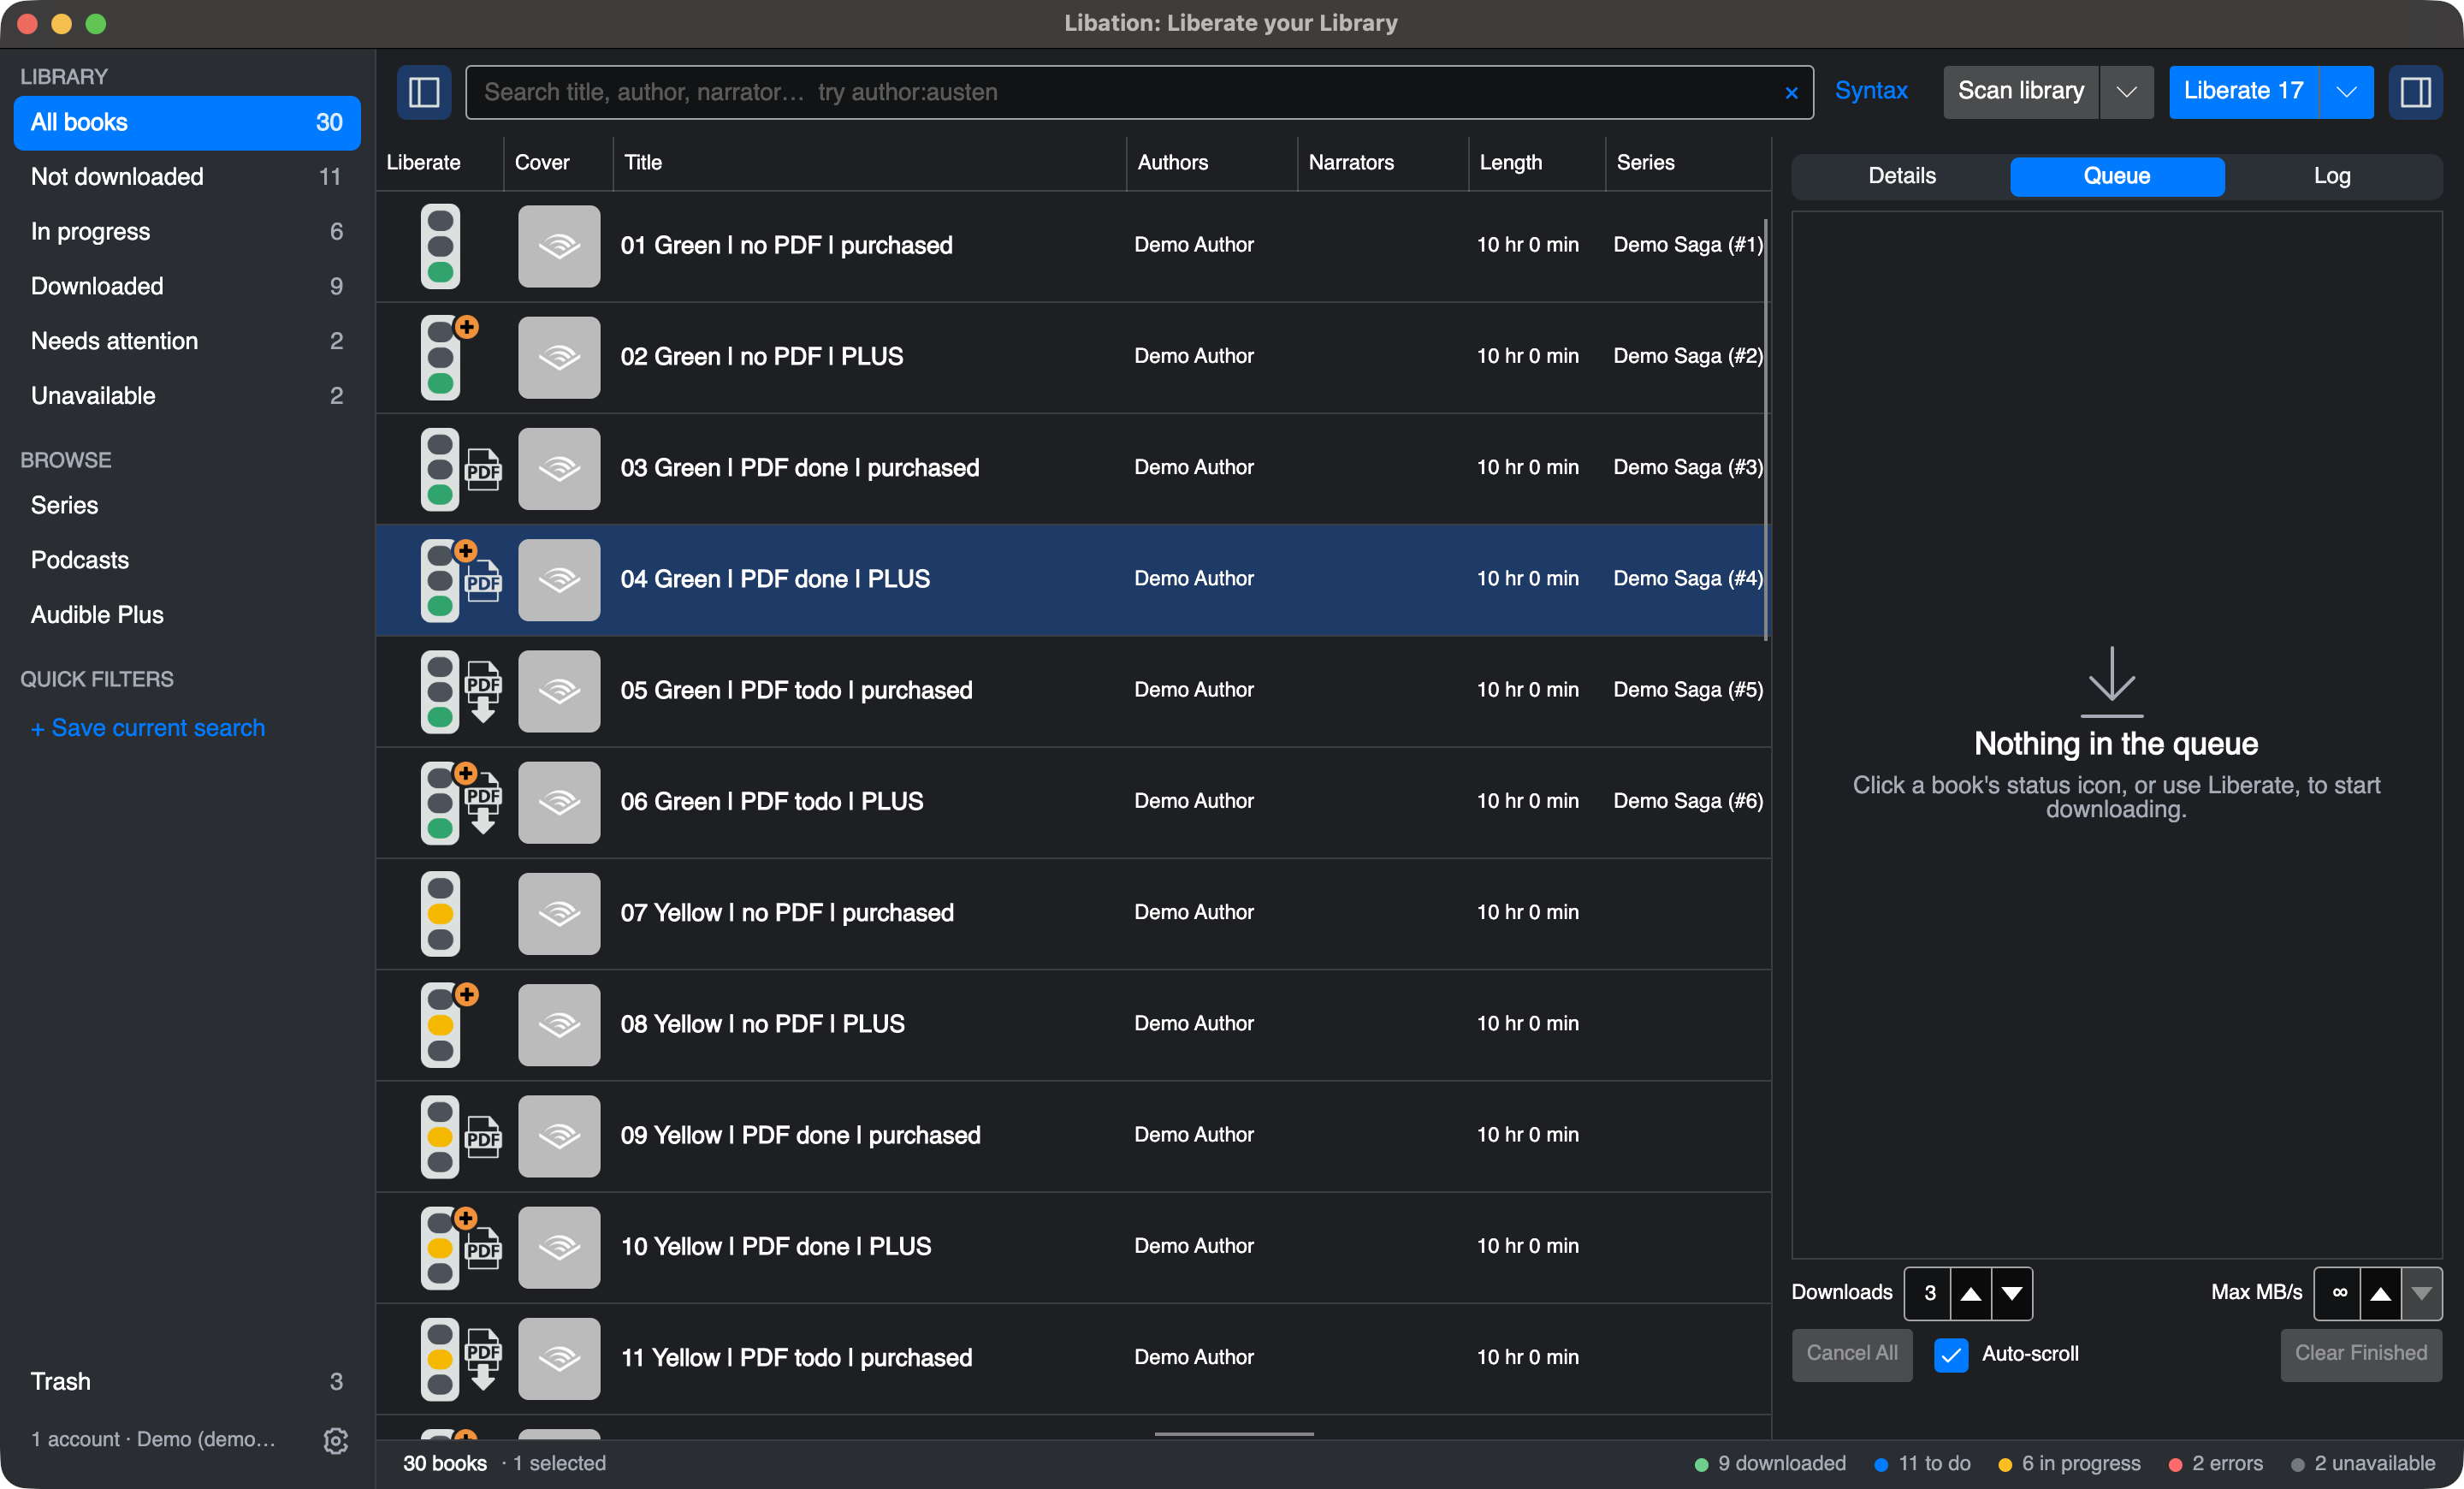 Libation: Liberate your Library
LIBRARY
All books 30
Not downloaded 11
In progress 6
Downloaded 9
Needs attention 2
Unavailable 2
BROWSE
Series
Podcasts
Audible Plus
QUICK FILTERS
+ Save current search
Trash 3
1 account · Demo (demo…
Search title, author, narrator… try author:austen
×
Syntax
Scan library
Liberate 17
Liberate Cover Title Authors Narrators Length Series
01 Green | no PDF | purchased Demo Author 10 hr 0 min Demo Saga (#1)
02 Green | no PDF | PLUS Demo Author 10 hr 0 min Demo Saga (#2)
PDF 03 Green | PDF done | purchased Demo Author 10 hr 0 min Demo Saga (#3)
PDF 04 Green | PDF done | PLUS Demo Author 10 hr 0 min Demo Saga (#4)
PDF 05 Green | PDF todo | purchased Demo Author 10 hr 0 min Demo Saga (#5)
PDF 06 Green | PDF todo | PLUS Demo Author 10 hr 0 min Demo Saga (#6)
07 Yellow | no PDF | purchased Demo Author 10 hr 0 min
08 Yellow | no PDF | PLUS Demo Author 10 hr 0 min
PDF 09 Yellow | PDF done | purchased Demo Author 10 hr 0 min
PDF 10 Yellow | PDF done | PLUS Demo Author 10 hr 0 min
PDF 11 Yellow | PDF todo | purchased Demo Author 10 hr 0 min
Details Queue Log
Nothing in the queue
Click a book's status icon, or use Liberate, to start
downloading.
Downloads 3 Max MB/s ∞
Cancel All Auto-scroll Clear Finished
30 books · 1 selected
9 downloaded 11 to do 6 in progress 2 errors 2 unavailable